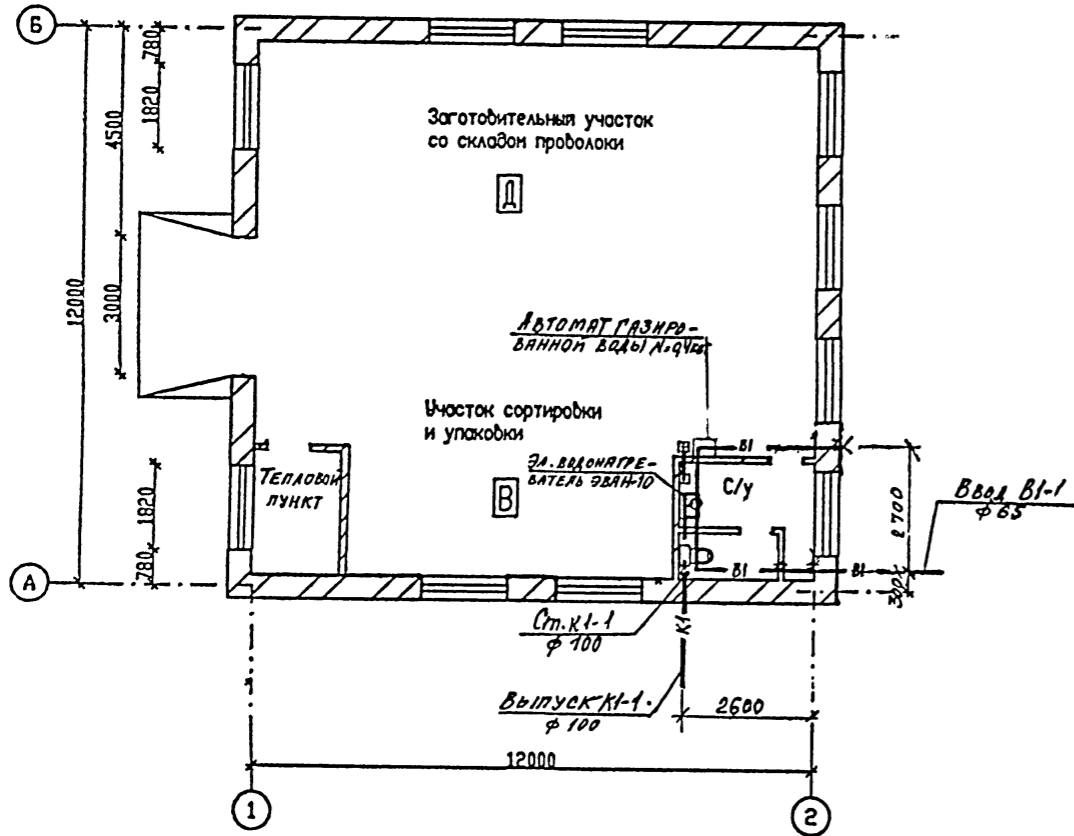 Б
780
1820
4500
12000
3000
1820
780
А
Заготовительныя участок
со складом проволоки
Д
АВТОМАТ ГАЗИРО-
ВАННОЙ ВОДЫ
Участок сортировки
и упаковки
В
ТЕПЛОВОЙ
ПУНКТ
ЭЛ. ВОДОНАГРЕ-
ВАТЕЛЬ ЭВАН-10
С/у
В1
В1
В1
2700
300
Ввод В1-1
ф 65
Ст. К1-1
ф 100
К1
Выпуск К1-1
ф 100
2600
12000
1
2